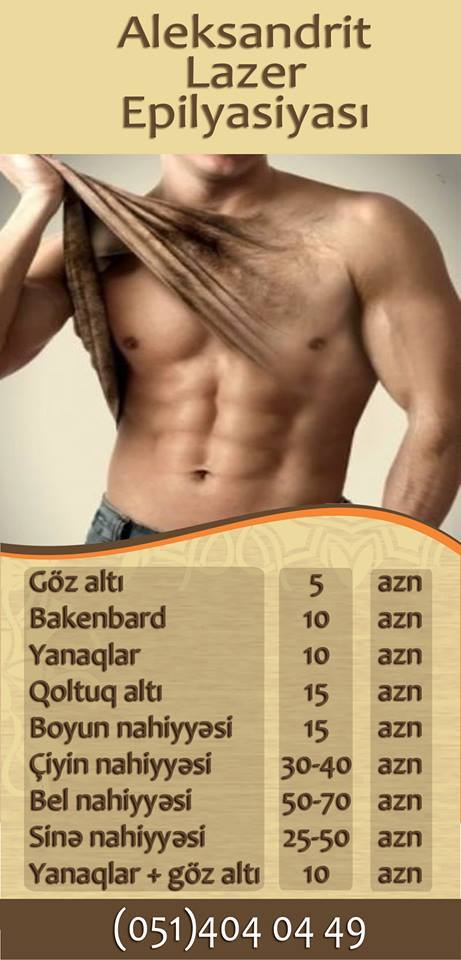 Aleksandrit
Lazer
Epilyasiyası
Gőz altı 5 azn
Bakenbard 10 azn
Yanaqlar 10 azn
Qoltuq altı 15 azn
Boyun nahiyyəsi 15 azn
Çiyin nahiyyəsi 30-40 azn
Bel nahiyyəsi 50-70 azn
Sinə nahiyyəsi 25-50 azn
Yanaqlar + gőz altı 10 azn
(051)404 04 49